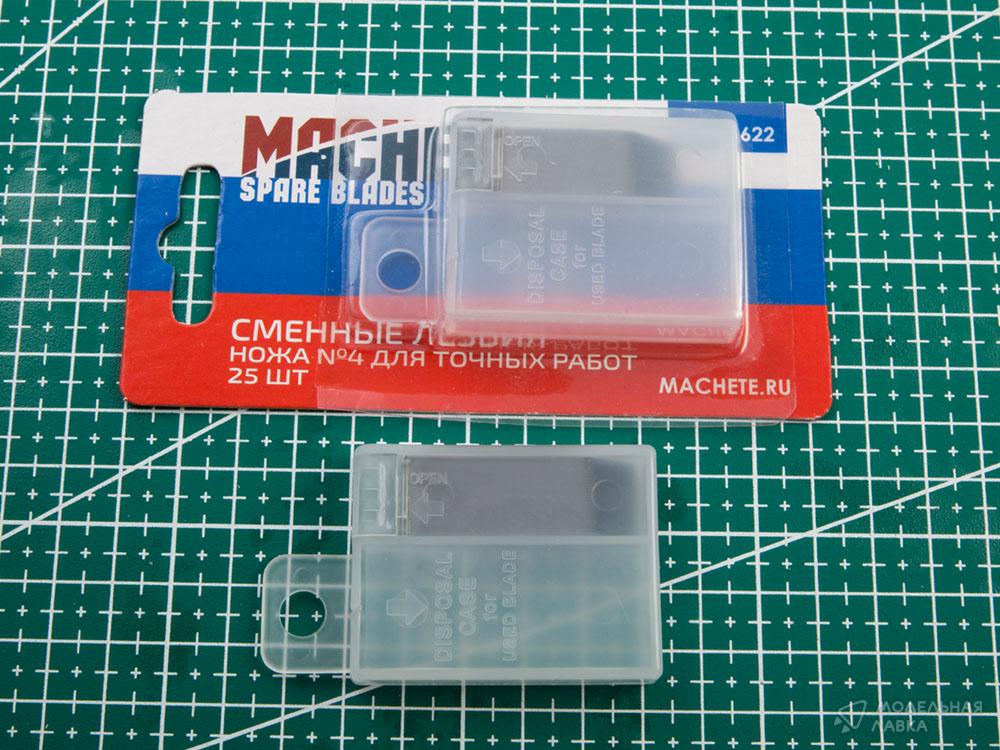 MACH
SPARE BLADES
622
OPEN
DISPOSAL
CASE
for
USED BLADE
СМЕННЫЕ ЛЕЗВИЯ
НОЖА №4 ДЛЯ ТОЧНЫХ РАБОТ
25 ШТ
MACHETE.RU
OPEN
DISPOSAL
CASE
for
USED BLADE
МОДЕЛЬНАЯ
ЛАВКА